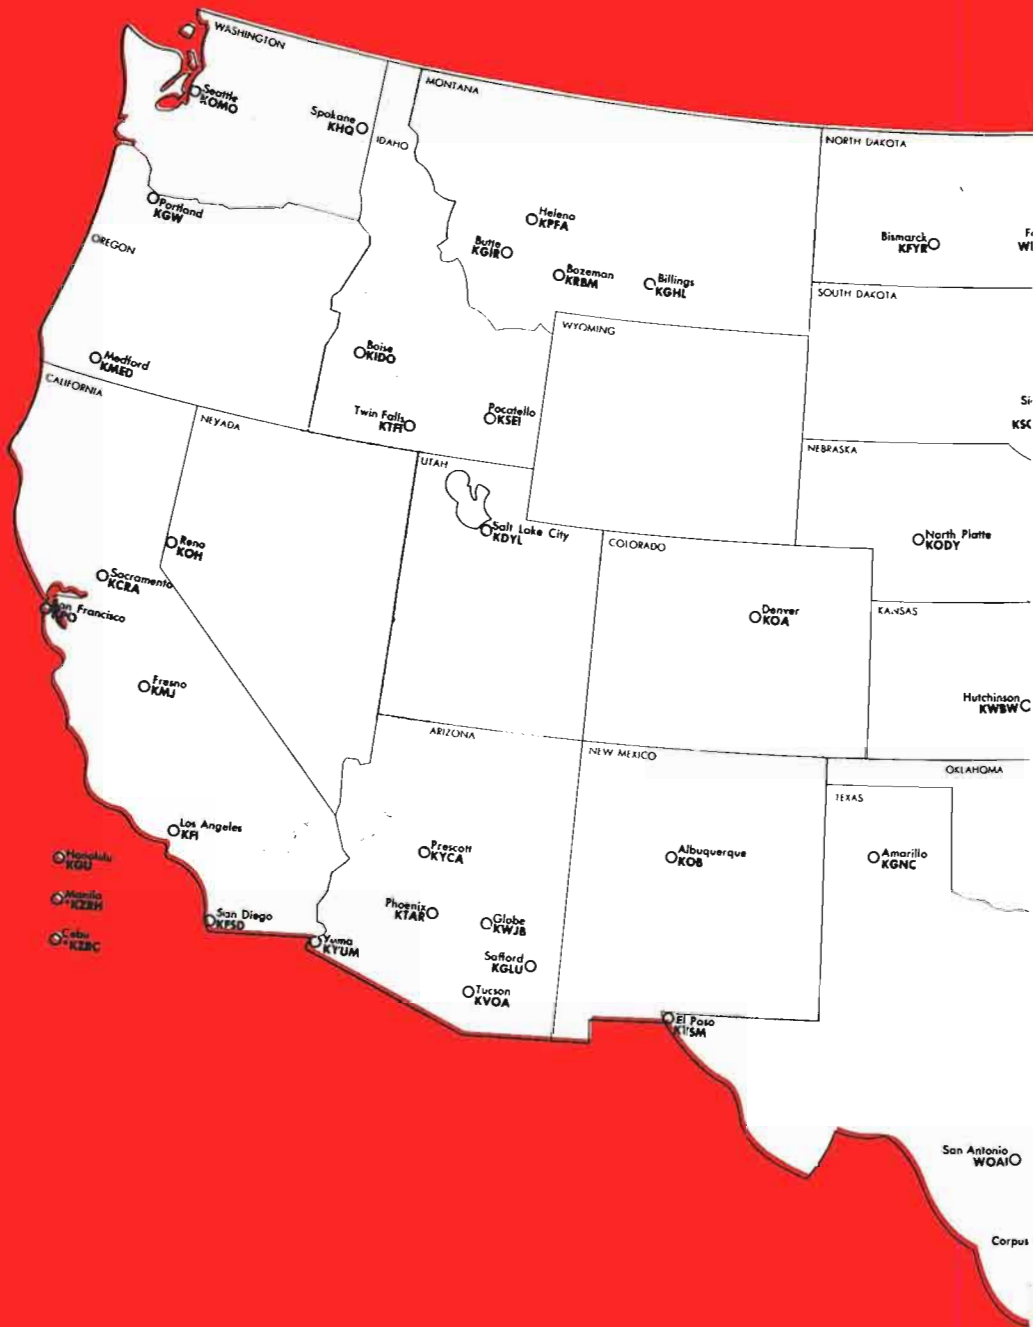 WASHINGTON
Seattle
KOMO
Spokane
KHQ
IDAHO
MONTANA
NORTH DAKOTA
Portland
KGW
OREGON
Helena
KPFA
Butte
KGIR
Bozeman
KRBM
Billings
KGHL
Bismarck
KFYR
SOUTH DAKOTA
WYOMING
Boise
KIDO
Medford
KMED
CALIFORNIA
Twin Falls
KTFI
Pocatello
KSEI
NEVADA
UTAH
NEBRASKA
Salt Lake City
KDYL
COLORADO
North Platte
KODY
Reno
KOH
Sacramento
KCRA
San Francisco
KPO
Denver
KOA
KANSAS
Fresno
KMJ
Hutchinson
KWBW
ARIZONA
NEW MEXICO
OKLAHOMA
TEXAS
Los Angeles
KFI
Prescott
KYCA
Albuquerque
KOB
Amarillo
KGNC
Honolulu
KGU
Manila
*KZRH
Cebu
*KZBC
San Diego
KFSD
Phoenix
KTAR
Globe
KWJB
Yuma
KYUM
Safford
KGLU
Tucson
KVOA
El Paso
KTSM
San Antonio
WOAI
Corpus